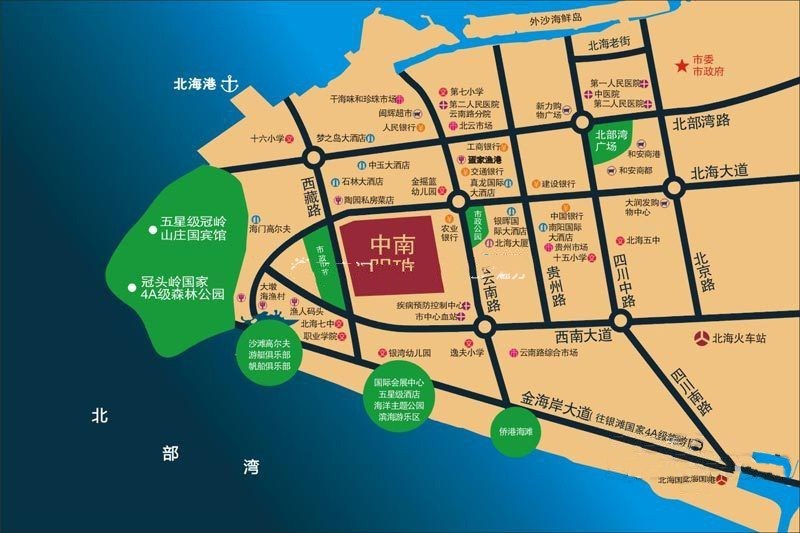 外沙海鲜岛
北海老街
市委
市政府
北海港
第七小学
干海味和珍珠市场
第一人民医院
中医院
第二人民医院
第二人民医院
云南路分院
闽辉超市
新力购
物广场
人民银行
北云市场
北部湾路
北部湾
广场
十六小学
梦之岛大酒店
工商银行
和安商港
疍家渔港
中玉大酒店
交通银行
和安商都
北海大道
石林大酒店
金摇篮
幼儿园
真龙国际
大酒店
建设银行
西藏路
陶园私房菜店
大润发购
物中心
五星级冠岭
山庄国宾馆
海门高尔夫
市政公园
银晖国
际大酒店
中国银行
南阳国际
大酒店
农业
银行
中南
北海大厦
贵州市场
北海五中
十五小学
冠头岭国家
4A级森林公园
大墩
海渔村
云南路
贵州路
四川中路
北京路
渔人码头
疾病预防控制中心
市中心血站
北海七中
职业学院
西南大道
北海火车站
沙滩高尔夫
游艇俱乐部
帆船俱乐部
银湾幼儿园
逸夫小学
云南路综合市场
四川南路
国际会展中心
五星级酒店
海洋主题公园
滨海游乐区
金海岸大道
往银滩国家4A级
侨港海滩
北部湾